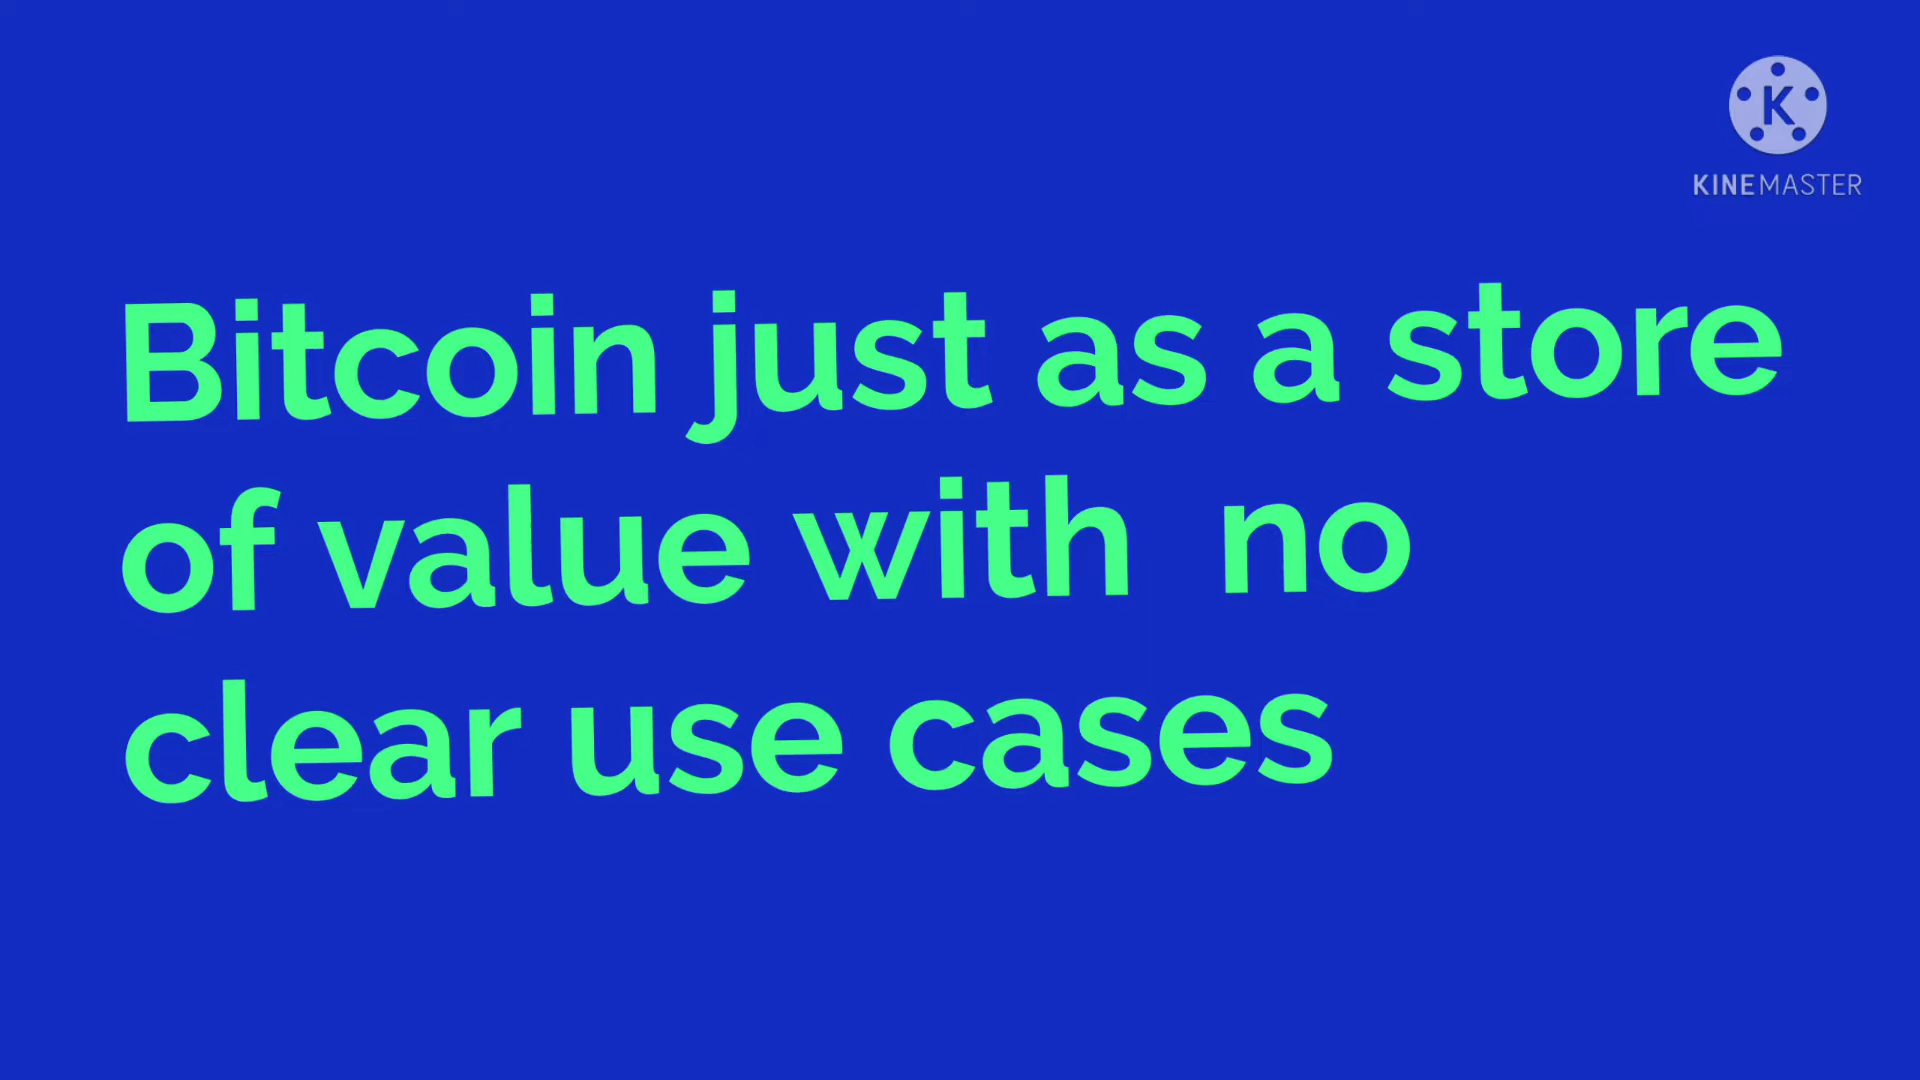 K
KINEMASTER
Bitcoin just as a store
of value with  no
clear use cases